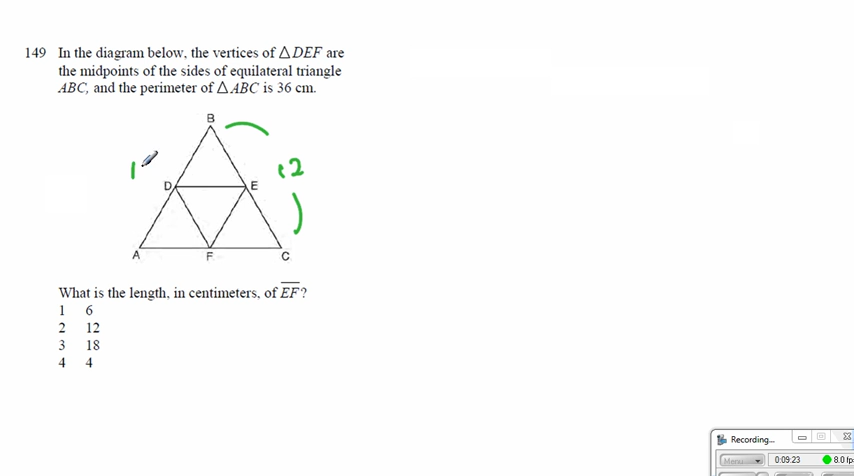 149 In the diagram below, the vertices of △DEF are
the midpoints of the sides of equilateral triangle
ABC, and the perimeter of △ABC is 36 cm.
B
1
12
D E
A F C
What is the length, in centimeters, of EF?
1 6
2 12
3 18
4 4
Recording...
Menu 0:09:23 8.0 fp